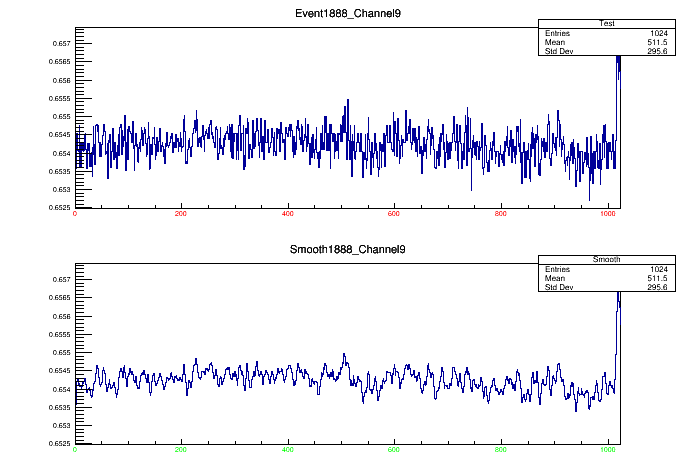 Event1888_Channel9
Test
Entries 1024
Mean 511.5
Std Dev 295.6
0.657
0.6565
0.656
0.6555
0.655
0.6545
0.654
0.6535
0.653
0.6525
0 200 400 600 800 1000
Smooth1888_Channel9
Smooth
Entries 1024
Mean 511.5
Std Dev 295.6
0.657
0.6565
0.656
0.6555
0.655
0.6545
0.654
0.6535
0.653
0.6525
0 200 400 600 800 1000